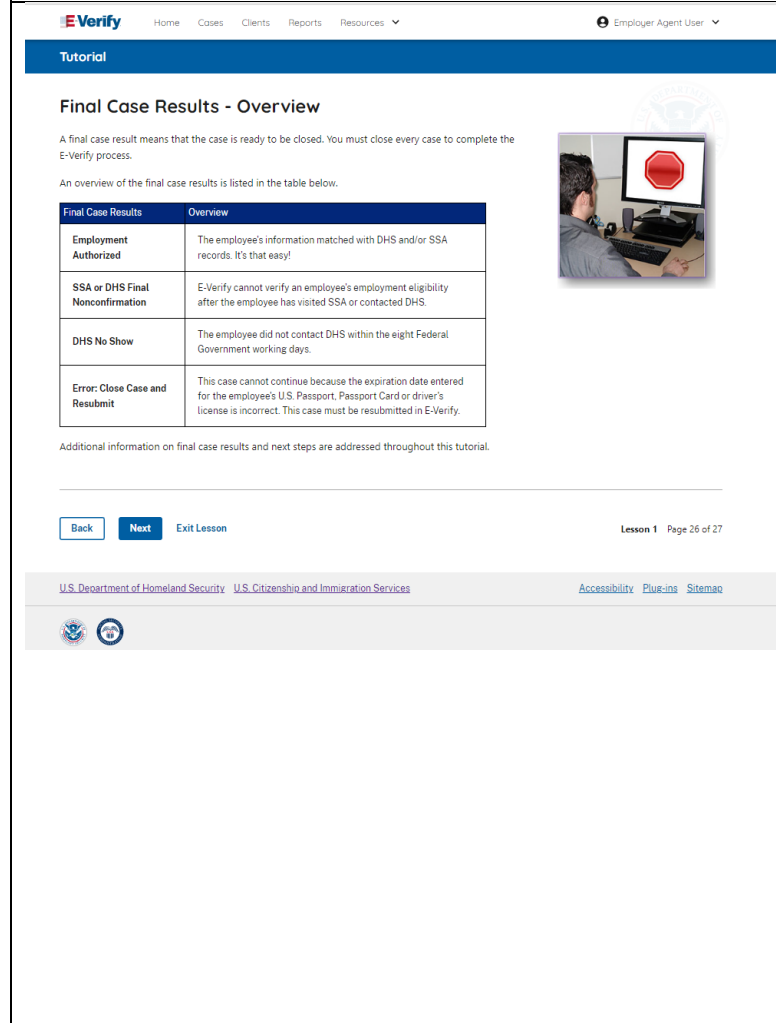 E-Verify Home Cases Clients Reports Resources Employer Agent User
Tutorial
Final Case Results - Overview
A final case result means that the case is ready to be closed. You must close every case to complete the
E-Verify process.
An overview of the final case results is listed in the table below.
Final Case Results Overview
Employment
Authorized
The employee's information matched with DHS and/or SSA
records. It's that easy!
SSA or DHS Final
Nonconfirmation
E-Verify cannot verify an employee's employment eligibility
after the employee has visited SSA or contacted DHS.
DHS No Show
The employee did not contact DHS within the eight Federal
Government working days.
Error: Close Case and
Resubmit
This case cannot continue because the expiration date entered
for the employee's U.S. Passport, Passport Card or driver's
license is incorrect. This case must be resubmitted in E-Verify.
Additional information on final case results and next steps are addressed throughout this tutorial.
Back Next Exit Lesson Lesson 1 Page 26 of 27
U.S. Department of Homeland Security U.S. Citizenship and Immigration Services Accessibility Plug-ins Sitemap